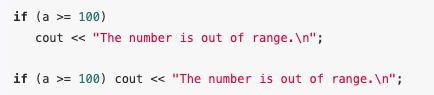 if (a >= 100)
   cout << "The number is out of range.\n";
if (a >= 100) cout << "The number is out of range.\n";